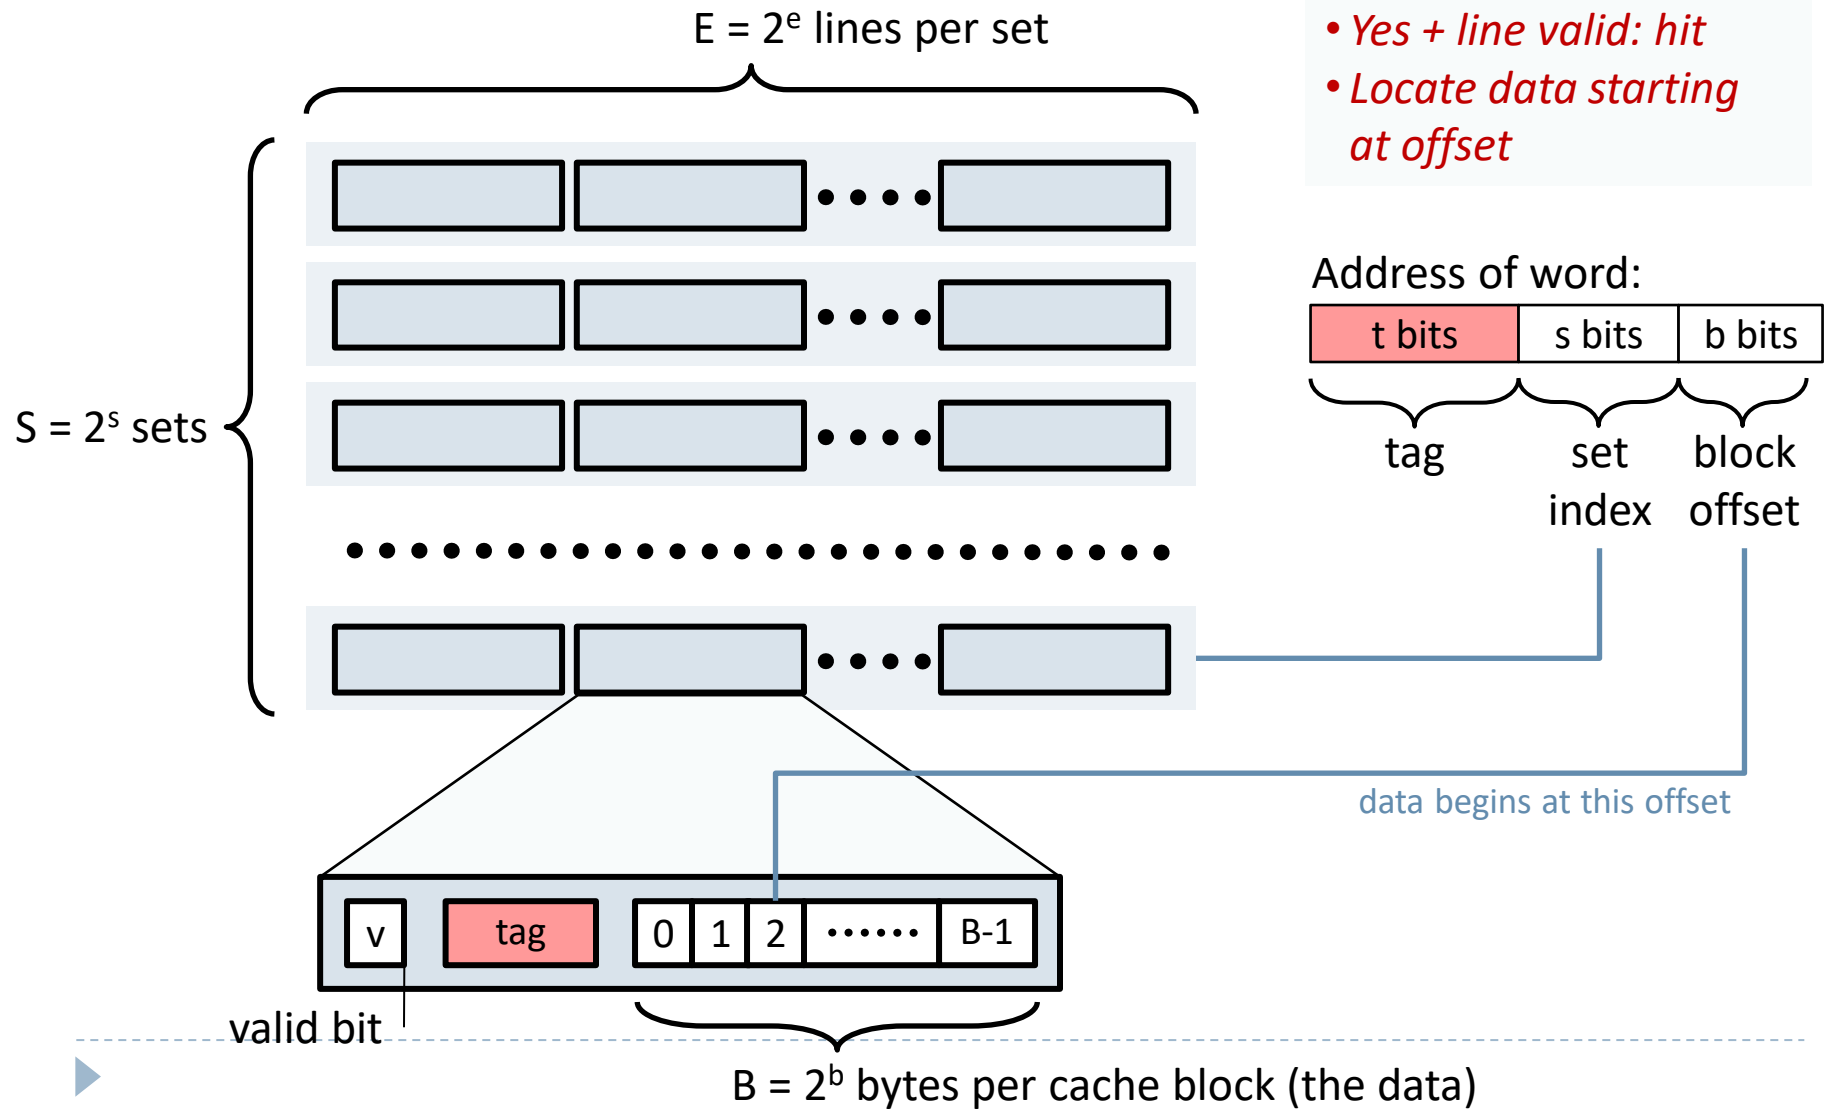 E = 2ᵉ lines per set
• Yes + line valid: hit
• Locate data starting
at offset
Address of word:
t bits s bits b bits
S = 2ˢ sets
tag set block
index offset
data begins at this offset
v tag 0 1 2 •••••• B-1
valid bit
B = 2ᵇ bytes per cache block (the data)